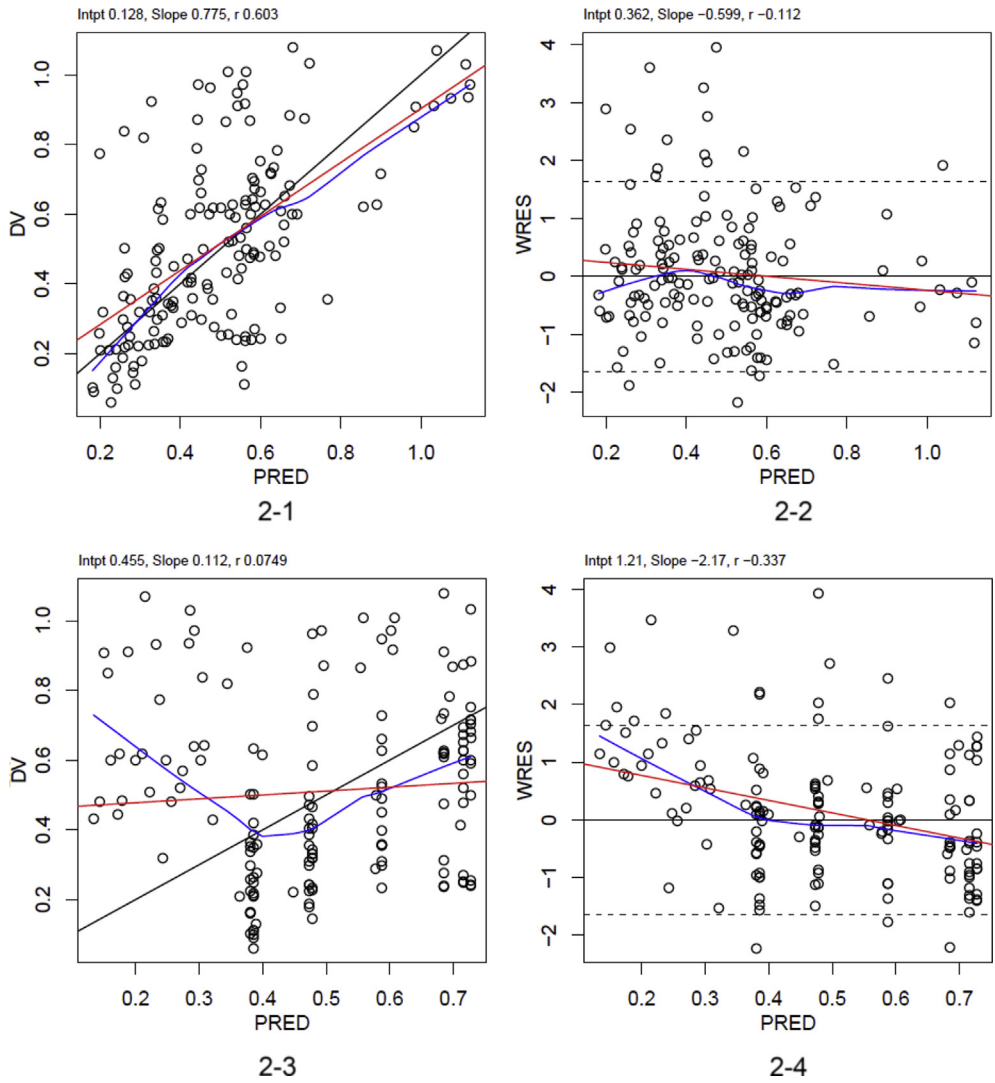 Intpt 0.128, Slope 0.775, r 0.603
DV
0.2 0.4 0.6 0.8 1.0
0.2 0.4 0.6 0.8 1.0
PRED
2-1
Intpt 0.362, Slope −0.599, r −0.112
WRES
−2 −1 0 1 2 3 4
0.2 0.4 0.6 0.8 1.0
PRED
2-2
Intpt 0.455, Slope 0.112, r 0.0749
DV
0.2 0.4 0.6 0.8 1.0
0.2 0.3 0.4 0.5 0.6 0.7
PRED
2-3
Intpt 1.21, Slope −2.17, r −0.337
WRES
−2 −1 0 1 2 3 4
0.2 0.3 0.4 0.5 0.6 0.7
PRED
2-4